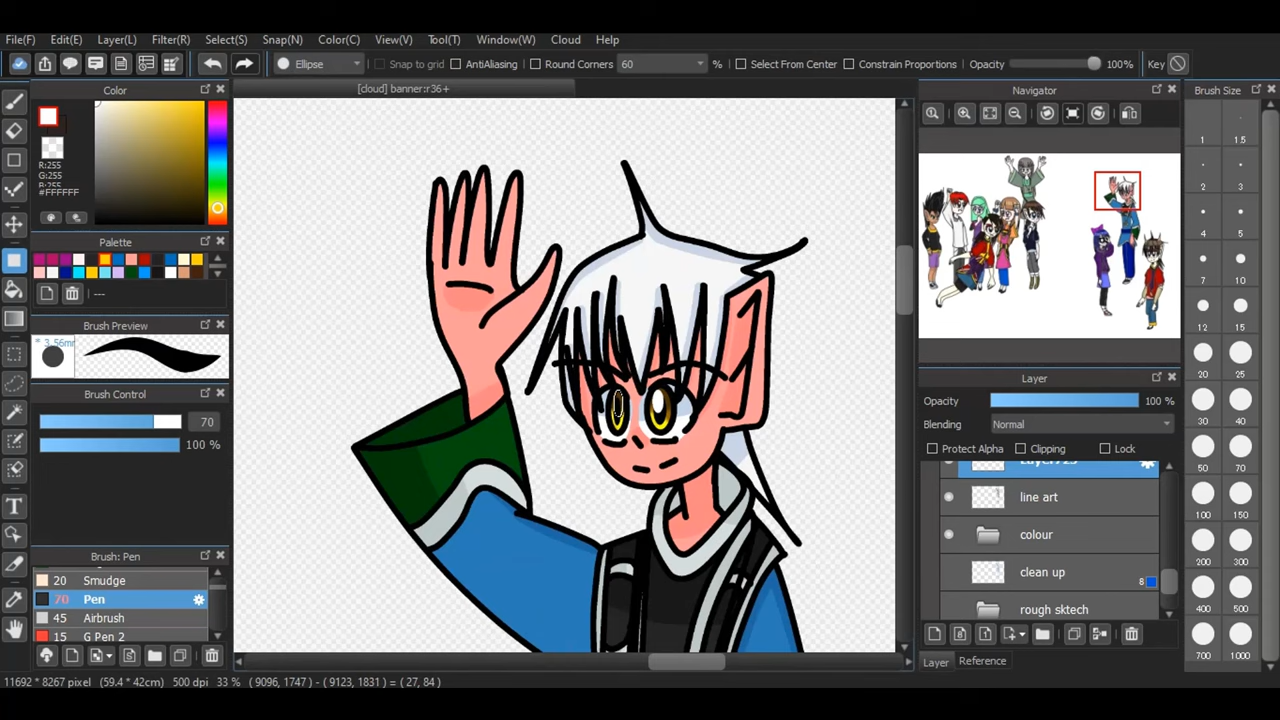 File(F) Edit(E) Layer(L) Filter(R) Select(S) Snap(N) Color(C) View(V) Tool(T) Window(W) Cloud Help
Ellipse Snap to grid AntiAliasing Round Corners 60 % Select From Center Constrain Proportions Opacity 100% Key
Color
[cloud] banner:r36+
Navigator
Brush Size
R:255
G:255
#FFFFFF
Palette
---
Brush Preview
* 3.56mm
Brush Control
70
100 %
1 1.5
2 3
4 5
7 10
12 15
20 25
30 40
50 70
100 150
200 300
400 500
700 1000
Layer
Opacity 100 %
Blending Normal
Protect Alpha Clipping Lock
line art
colour
clean up 8
rough sktech
Brush: Pen
20 Smudge
70 Pen
45 Airbrush
15 G Pen 2
Layer Reference
11692 * 8267 pixel (59.4 * 42cm) 500 dpi 33 % ( 9096, 1747) - ( 9123, 1831) = ( 27, 84)